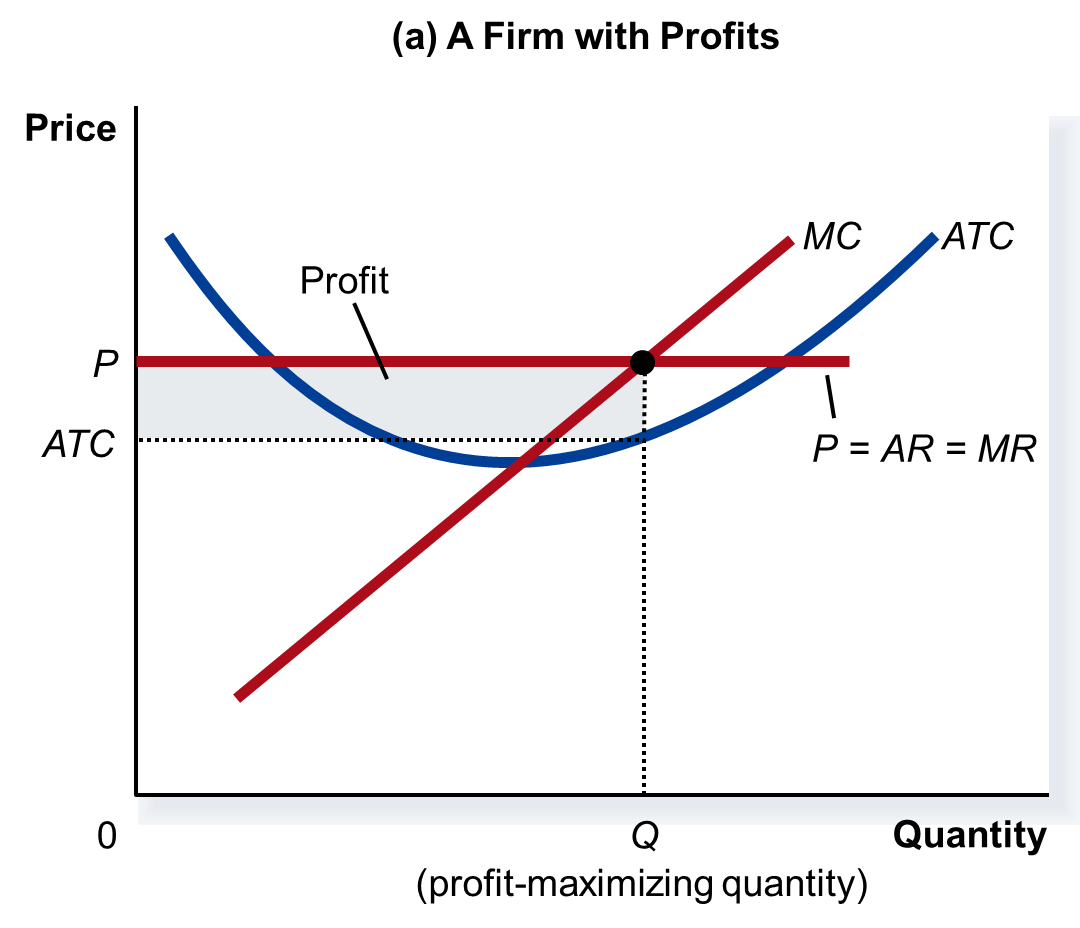 (a) A Firm with Profits
Price
MC
ATC
Profit
P
ATC
P = AR = MR
0
Q
Quantity
(profit-maximizing quantity)